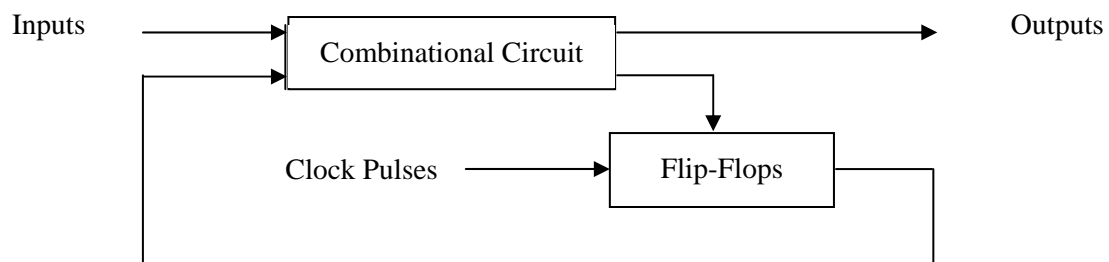 Inputs
Outputs
Combinational Circuit
Clock Pulses
Flip-Flops